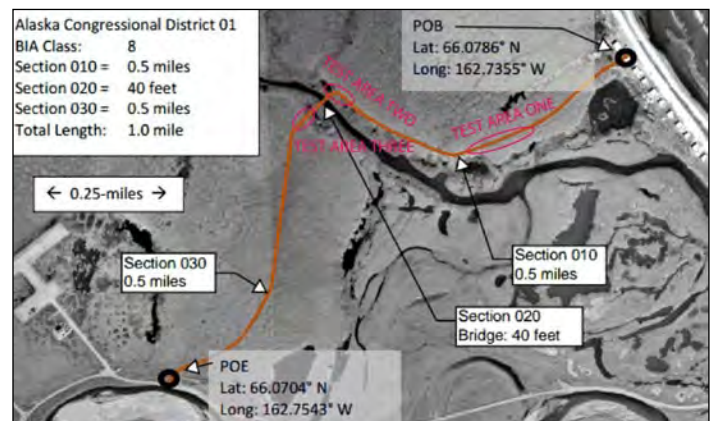 Alaska Congressional District 01
BIA Class: 8
Section 010 = 0.5 miles
Section 020 = 40 feet
Section 030 = 0.5 miles
Total Length: 1.0 mile
POB
Lat: 66.0786° N
Long: 162.7355° W
TEST AREA TWO
TEST AREA ONE
TEST AREA THREE
← 0.25-miles →
Section 010
0.5 miles
Section 030
0.5 miles
Section 020
Bridge: 40 feet
POE
Lat: 66.0704° N
Long: 162.7543° W